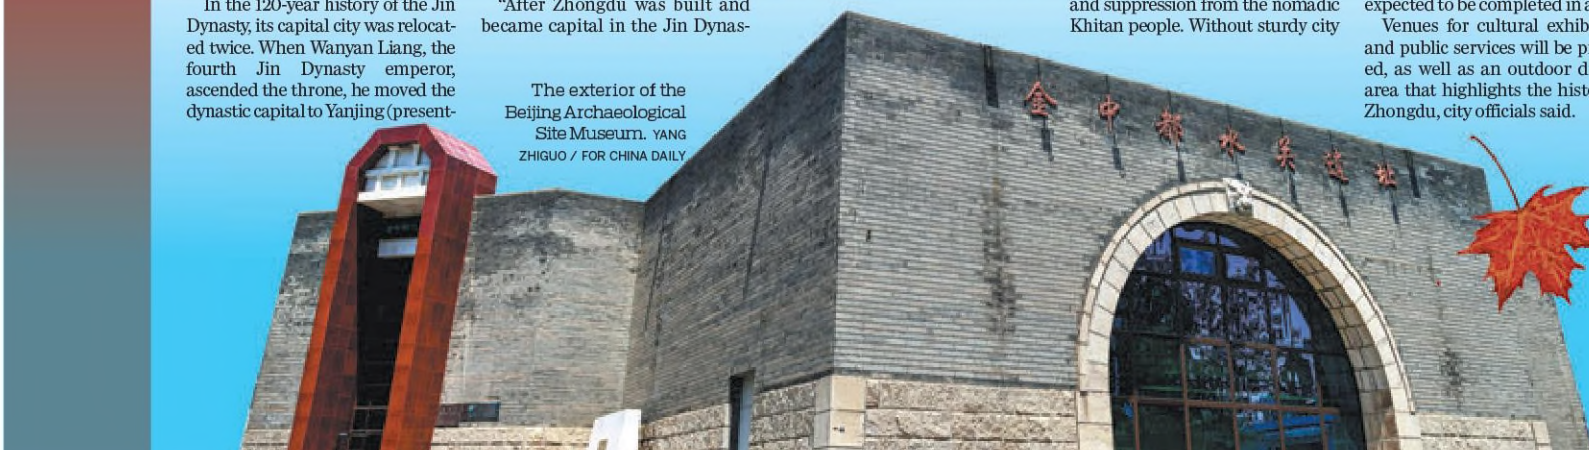 In the 120-year history of the Jin
Dynasty, its capital city was relocat-
ed twice. When Wanyan Liang, the
fourth Jin Dynasty emperor,
ascended the throne, he moved the
dynastic capital to Yanjing (present-
“After Zhongdu was built and
became capital in the Jin Dynas-
The exterior of the
Beijing Archaeological
Site Museum. YANG
ZHIGUO / FOR CHINA DAILY
and suppression from the nomadic
Khitan people. Without sturdy city
expected to be completed in a
Venues for cultural exhib
and public services will be p
ed, as well as an outdoor d
area that highlights the hist
Zhongdu, city officials said.
金中都水关遗址